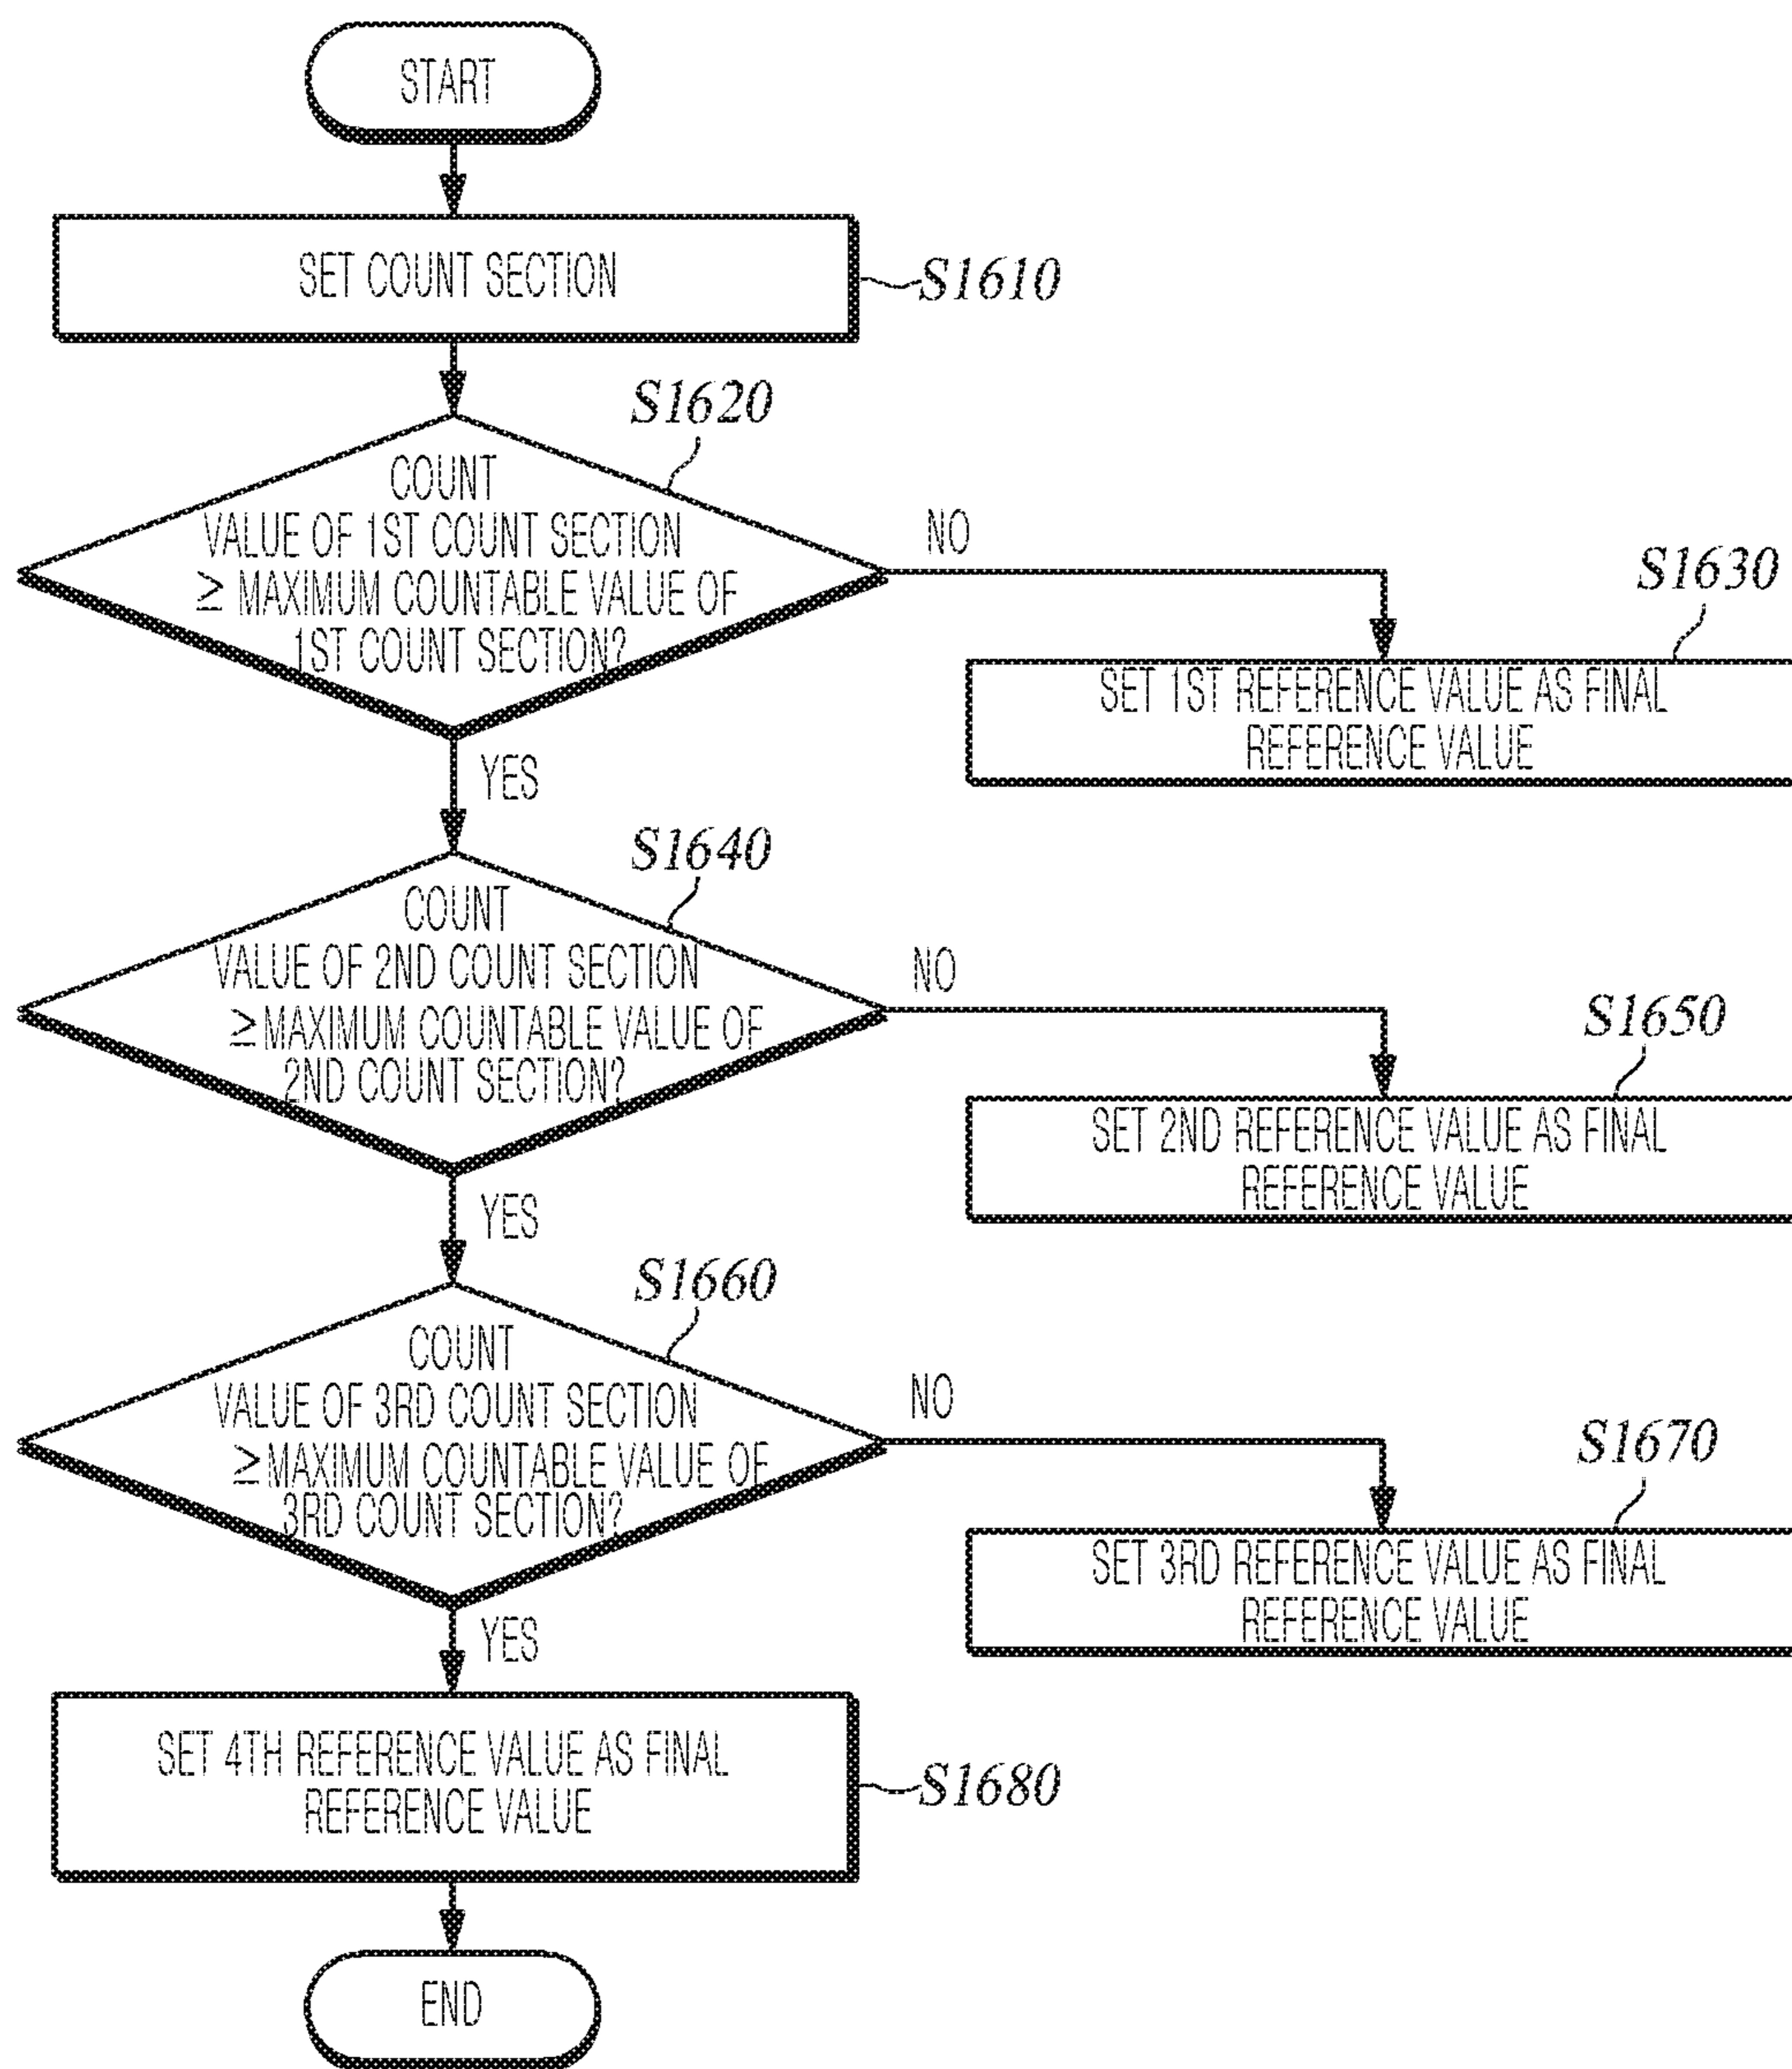 START
SET COUNT SECTION
S1610
S1620
COUNT
VALUE OF 1ST COUNT SECTION
≥ MAXIMUM COUNTABLE VALUE OF
1ST COUNT SECTION?
NO
S1630
SET 1ST REFERENCE VALUE AS FINAL
REFERENCE VALUE
YES
S1640
COUNT
VALUE OF 2ND COUNT SECTION
≥ MAXIMUM COUNTABLE VALUE OF
2ND COUNT SECTION?
NO
S1650
SET 2ND REFERENCE VALUE AS FINAL
REFERENCE VALUE
YES
S1660
COUNT
VALUE OF 3RD COUNT SECTION
≥ MAXIMUM COUNTABLE VALUE OF
3RD COUNT SECTION?
NO
S1670
SET 3RD REFERENCE VALUE AS FINAL
REFERENCE VALUE
YES
SET 4TH REFERENCE VALUE AS FINAL
REFERENCE VALUE
S1680
END